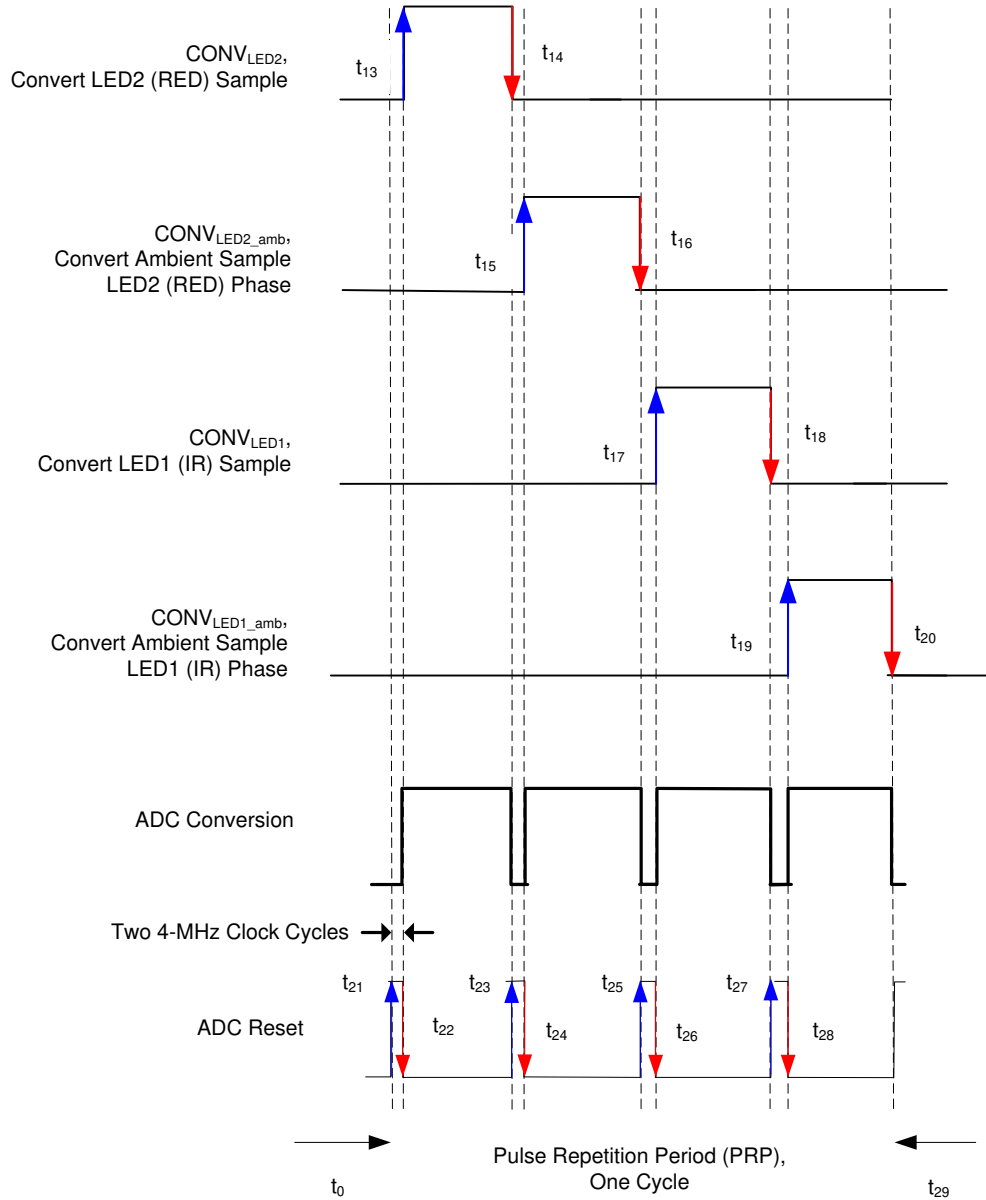 CONVLED2,
Convert LED2 (RED) Sample
t13
t14
CONVLED2_amb,
Convert Ambient Sample
LED2 (RED) Phase
t15
t16
CONVLED1,
Convert LED1 (IR) Sample
t17
t18
CONVLED1_amb,
Convert Ambient Sample
LED1 (IR) Phase
t19
t20
ADC Conversion
Two 4-MHz Clock Cycles
t21
t23
t25
t27
ADC Reset
t22
t24
t26
t28
Pulse Repetition Period (PRP),
One Cycle
t0
t29